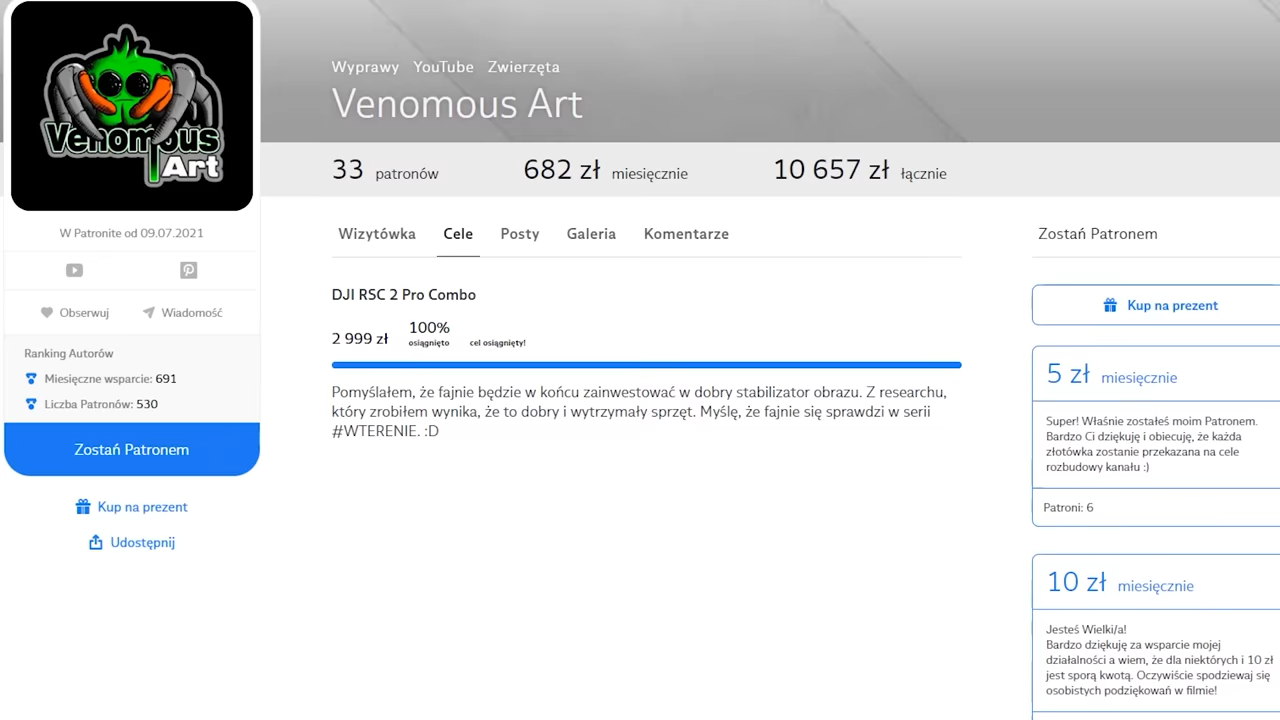 Venomous
Art
W Patronite od 09.07.2021
Obserwuj
Wiadomość
Ranking Autorów
Miesięczne wsparcie: 691
Liczba Patronów: 530
Zostań Patronem
Kup na prezent
Udostępnij
Wyprawy YouTube Zwierzęta
Venomous Art
33 patronów 682 zł miesięcznie 10 657 zł łącznie
Wizytówka Cele Posty Galeria Komentarze
DJI RSC 2 Pro Combo
2 999 zł 100% osiągnięto cel osiągnięty!
Pomyślałem, że fajnie będzie w końcu zainwestować w dobry stabilizator obrazu. Z researchu,
który zrobiłem wynika, że to dobry i wytrzymały sprzęt. Myślę, że fajnie się sprawdzi w serii
#WTERENIE. :D
Zostań Patronem
Kup na prezent
5 zł miesięcznie
Super! Właśnie zostałeś moim Patronem.
Bardzo Ci dziękuję i obiecuję, że każda
złotówka zostanie przekazana na cele
rozbudowy kanału :)
Patroni: 6
10 zł miesięcznie
Jesteś Wielki/a!
Bardzo dziękuję za wsparcie mojej
działalności a wiem, że dla niektórych i 10 zł
jest sporą kwotą. Oczywiście spodziewaj się
osobistych podziękowań w filmie!